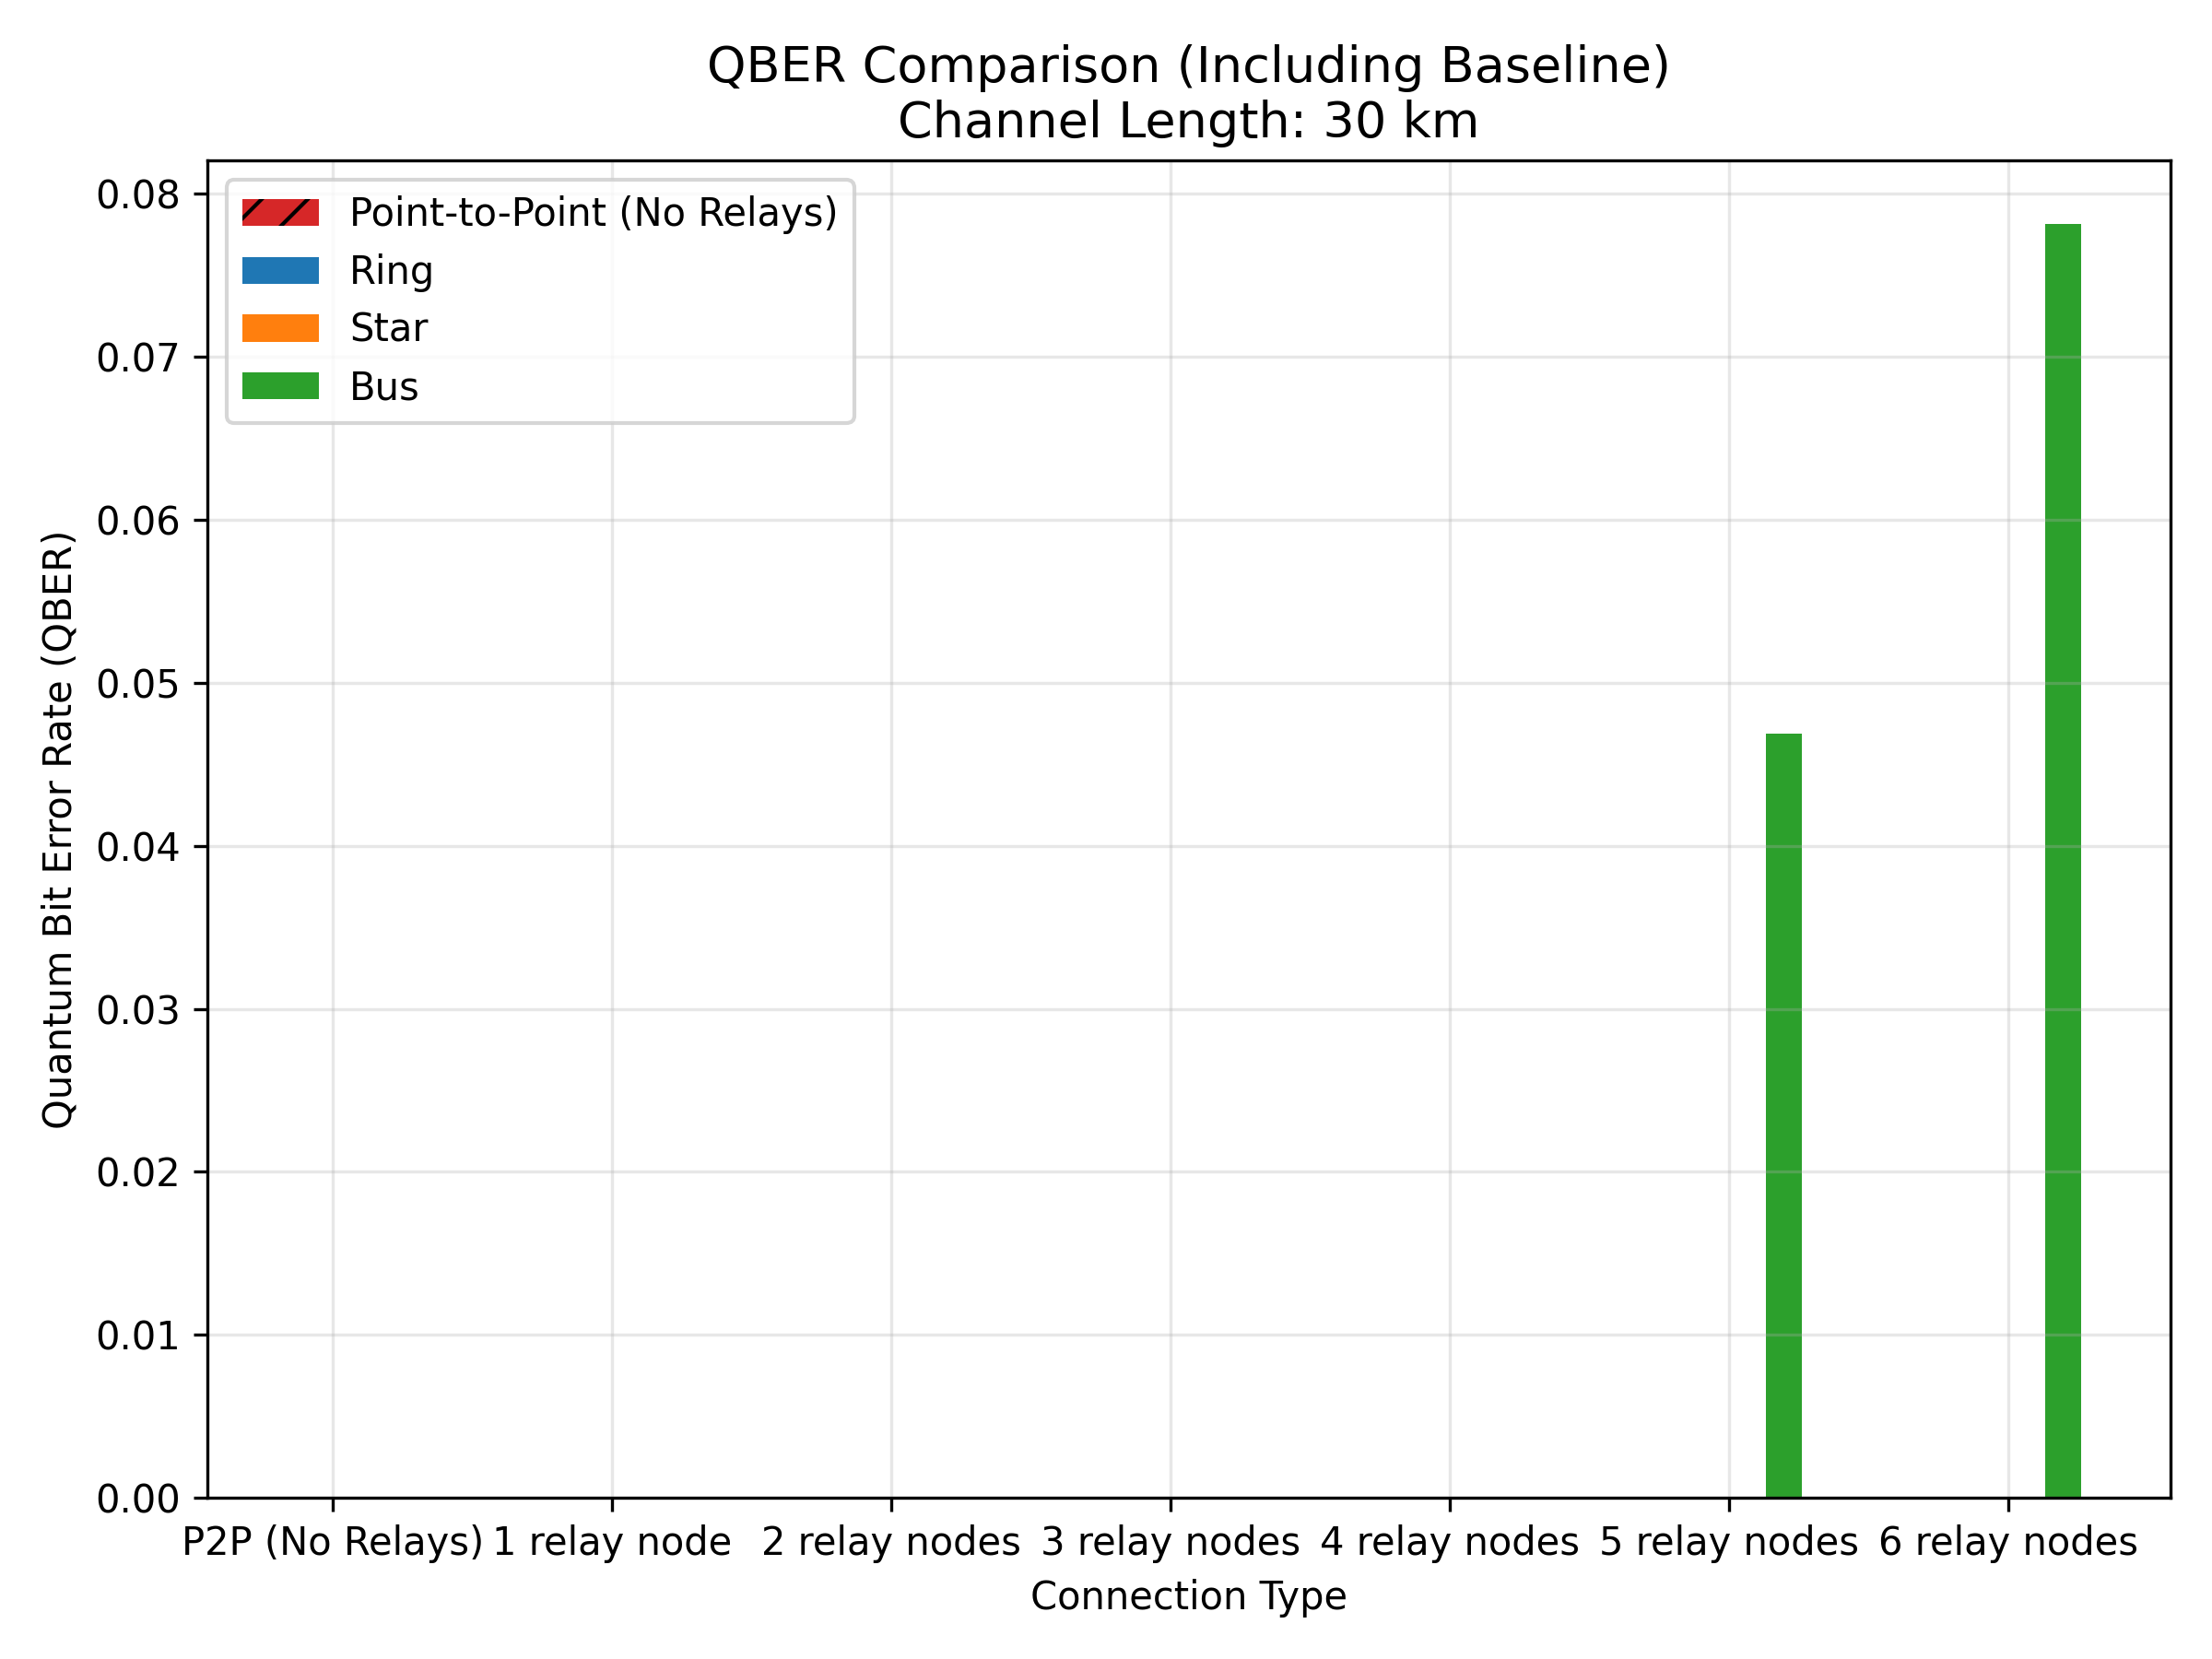 QBER Comparison (Including Baseline)
Channel Length: 30 km
Point-to-Point (No Relays)
Ring
Star
Bus
Quantum Bit Error Rate (QBER)
0.08
0.07
0.06
0.05
0.04
0.03
0.02
0.01
0.00
P2P (No Relays) 1 relay node 2 relay nodes 3 relay nodes 4 relay nodes 5 relay nodes 6 relay nodes
Connection Type